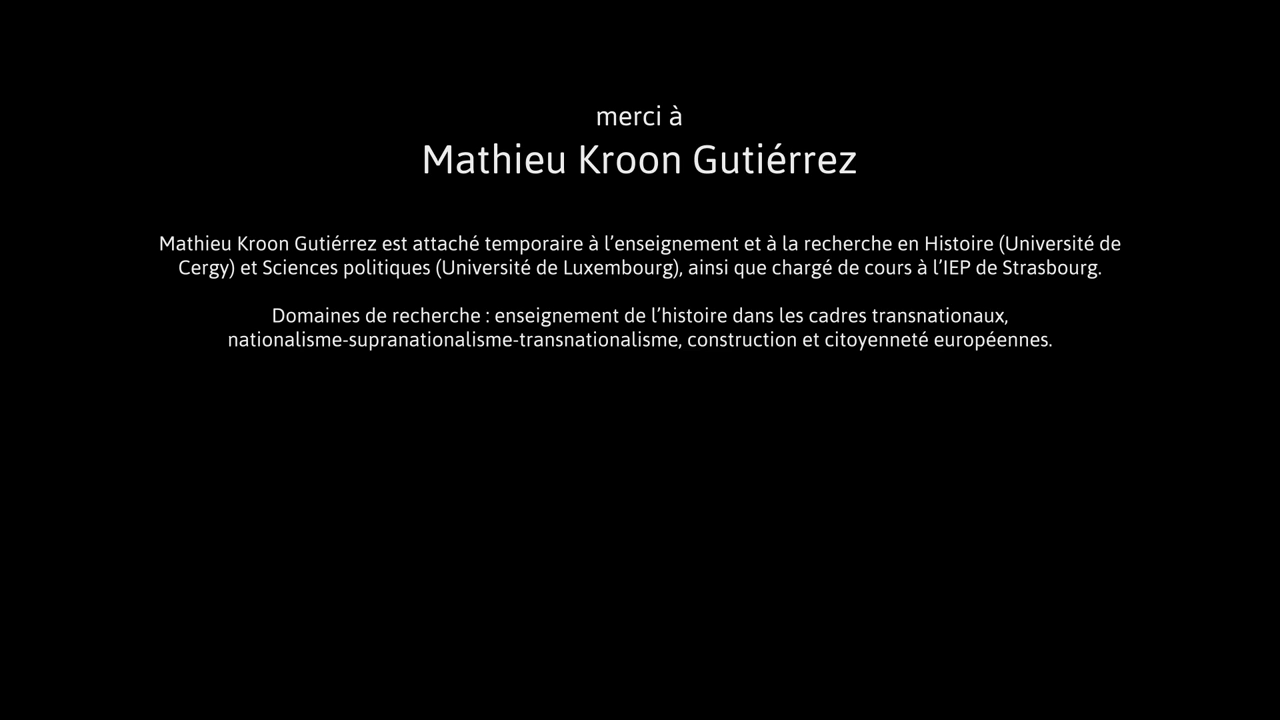 merci à
Mathieu Kroon Gutiérrez
Mathieu Kroon Gutiérrez est attaché temporaire à l’enseignement et à la recherche en Histoire (Université de
Cergy) et Sciences politiques (Université de Luxembourg), ainsi que chargé de cours à l’IEP de Strasbourg.
Domaines de recherche : enseignement de l’histoire dans les cadres transnationaux,
nationalisme-supranationalisme-transnationalisme, construction et citoyenneté européennes.